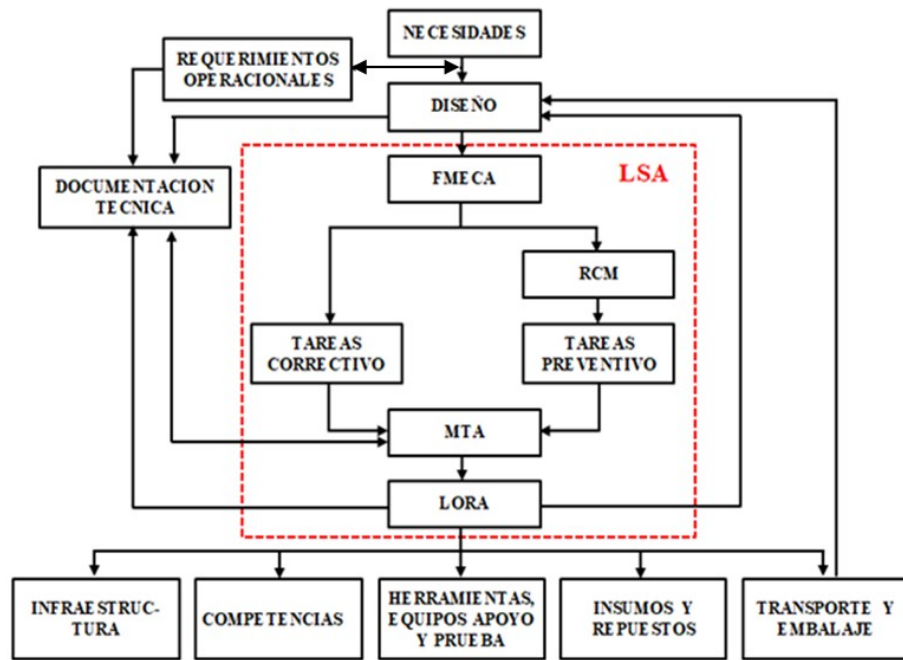 NECESIDADES
REQUERIMIENTOS
OPERACIONALES
DISEÑO
FMECA
LSA
DOCUMENTACION
TECNICA
RCM
TAREAS
CORRECTIVO
TAREAS
PREVENTIVO
MTA
LORA
INFRAESTRUC-
TURA
COMPETENCIAS
HERRAMIENTAS,
EQUIPOS APOYO
Y PRUEBA
INSUMOS Y
REPUESTOS
TRANSPORTE Y
EMBALAJE